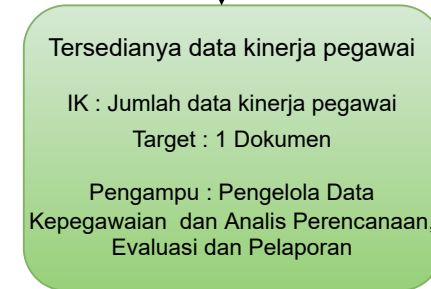 Tersedianya data kinerja pegawai
IK : Jumlah data kinerja pegawai
Target : 1 Dokumen
Pengampu : Pengelola Data
Kepegawaian dan Analis Perencanaan,
Evaluasi dan Pelaporan